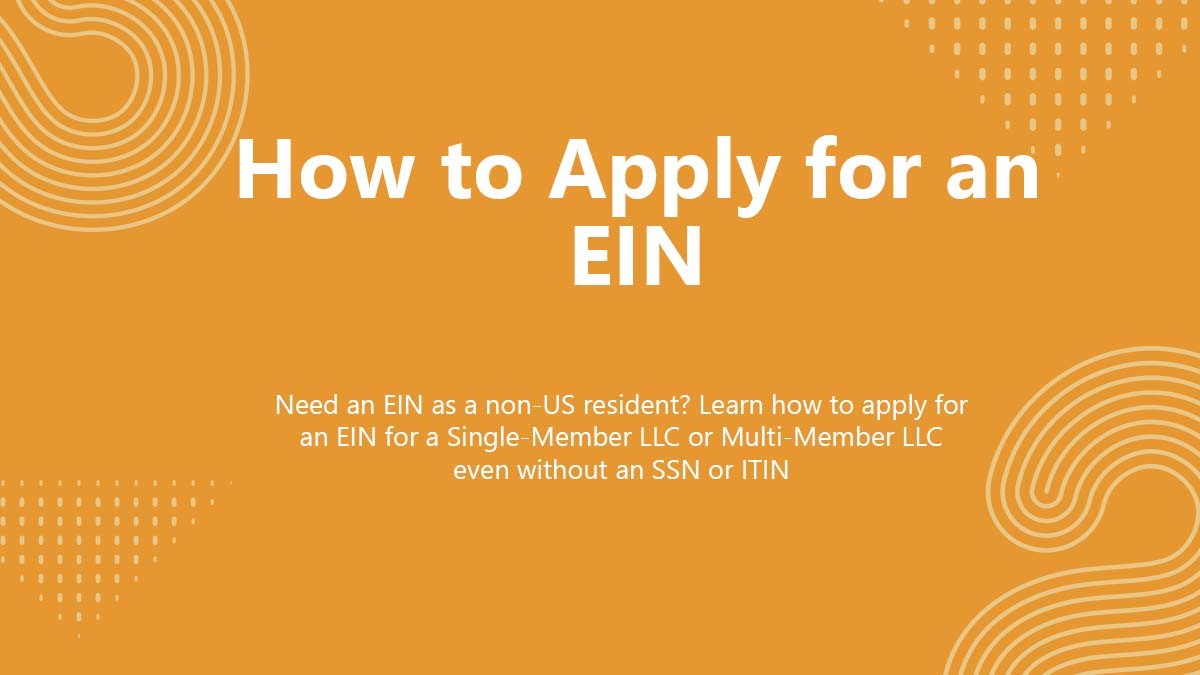 How to Apply for an
EIN
Need an EIN as a non-US resident? Learn how to apply for
an EIN for a Single-Member LLC or Multi-Member LLC
even without an SSN or ITIN